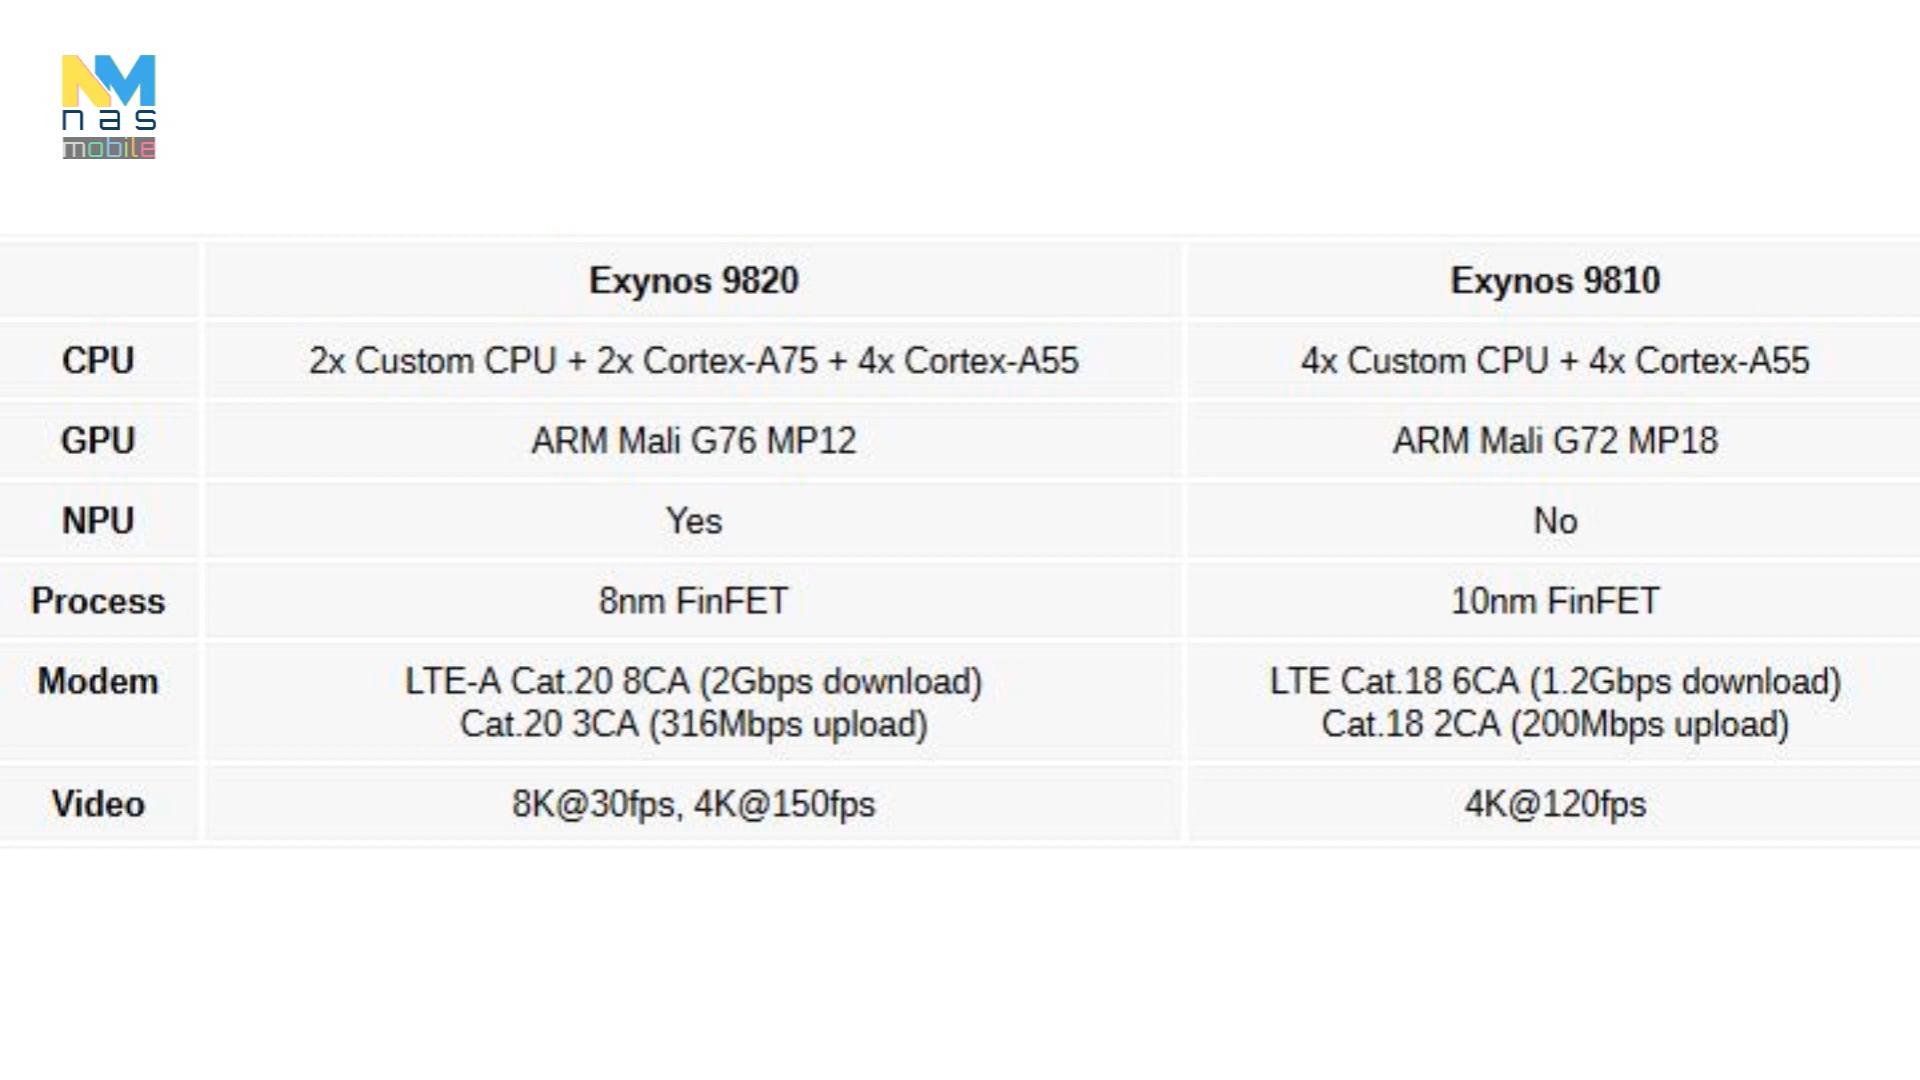 NM
nas
mobile
Exynos 9820 Exynos 9810
CPU 2x Custom CPU + 2x Cortex-A75 + 4x Cortex-A55 4x Custom CPU + 4x Cortex-A55
GPU ARM Mali G76 MP12 ARM Mali G72 MP18
NPU Yes No
Process 8nm FinFET 10nm FinFET
Modem LTE-A Cat.20 8CA (2Gbps download) LTE Cat.18 6CA (1.2Gbps download)
Cat.20 3CA (316Mbps upload) Cat.18 2CA (200Mbps upload)
Video 8K@30fps, 4K@150fps 4K@120fps